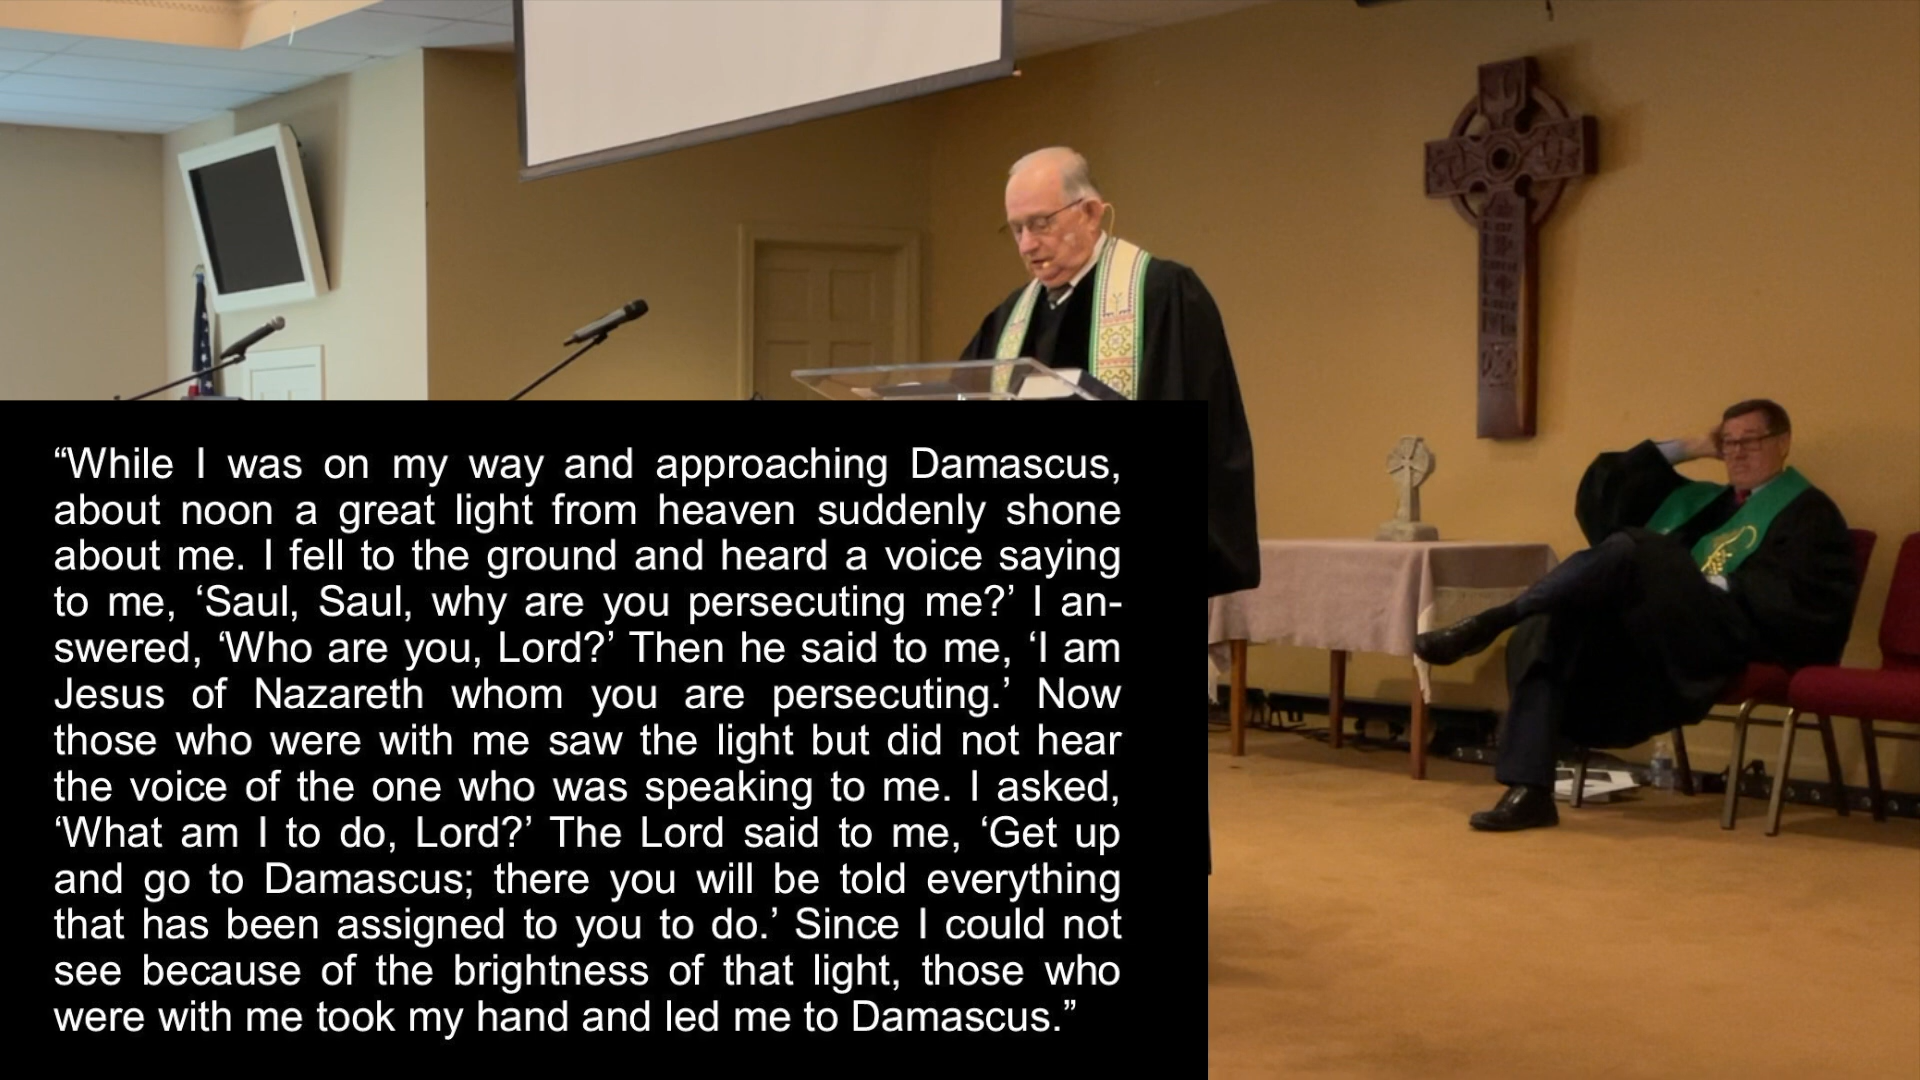 “While I was on my way and approaching Damascus,
about noon a great light from heaven suddenly shone
about me. I fell to the ground and heard a voice saying
to me, ‘Saul, Saul, why are you persecuting me?’ I an-
swered, ‘Who are you, Lord?’ Then he said to me, ‘I am
Jesus of Nazareth whom you are persecuting.’ Now
those who were with me saw the light but did not hear
the voice of the one who was speaking to me. I asked,
‘What am I to do, Lord?’ The Lord said to me, ‘Get up
and go to Damascus; there you will be told everything
that has been assigned to you to do.’ Since I could not
see because of the brightness of that light, those who
were with me took my hand and led me to Damascus.”